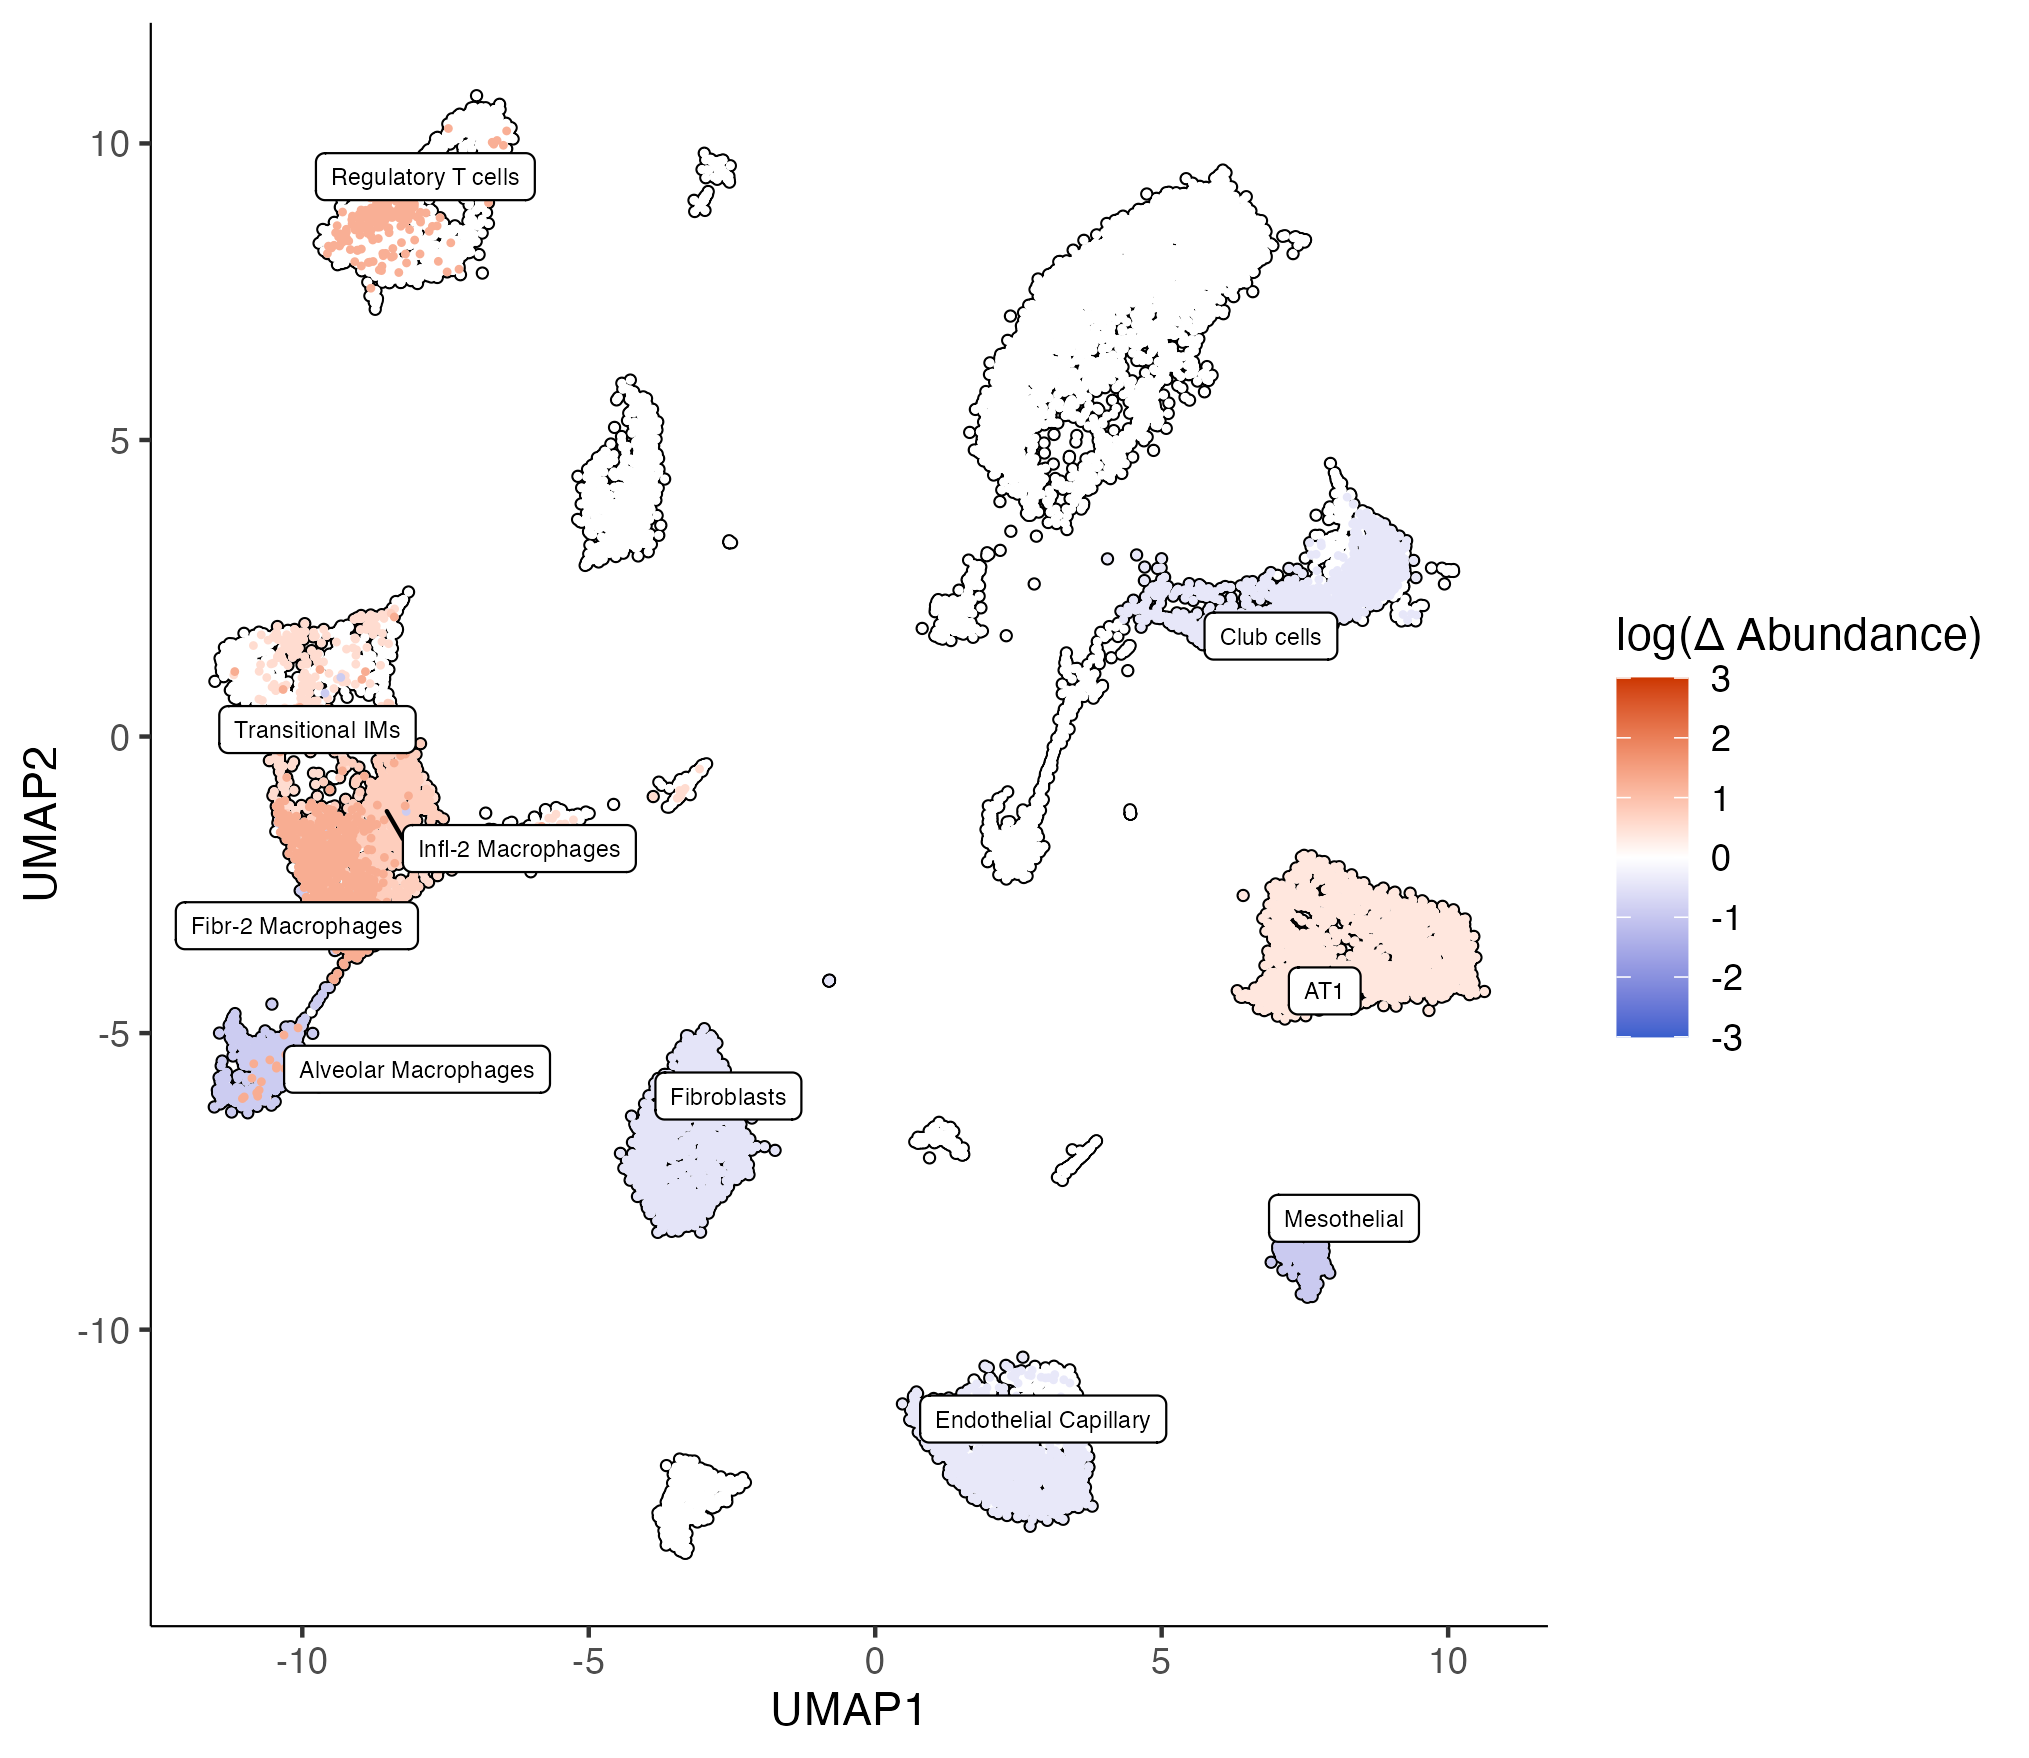 Regulatory T cells
Club cells
Transitional IMs
Infl-2 Macrophages
Fibr-2 Macrophages
AT1
Alveolar Macrophages
Fibroblasts
Mesothelial
Endothelial Capillary
10
5
0
-5
-10
UMAP2
-10
-5
0
5
10
UMAP1
log(Δ Abundance)
3
2
1
0
-1
-2
-3